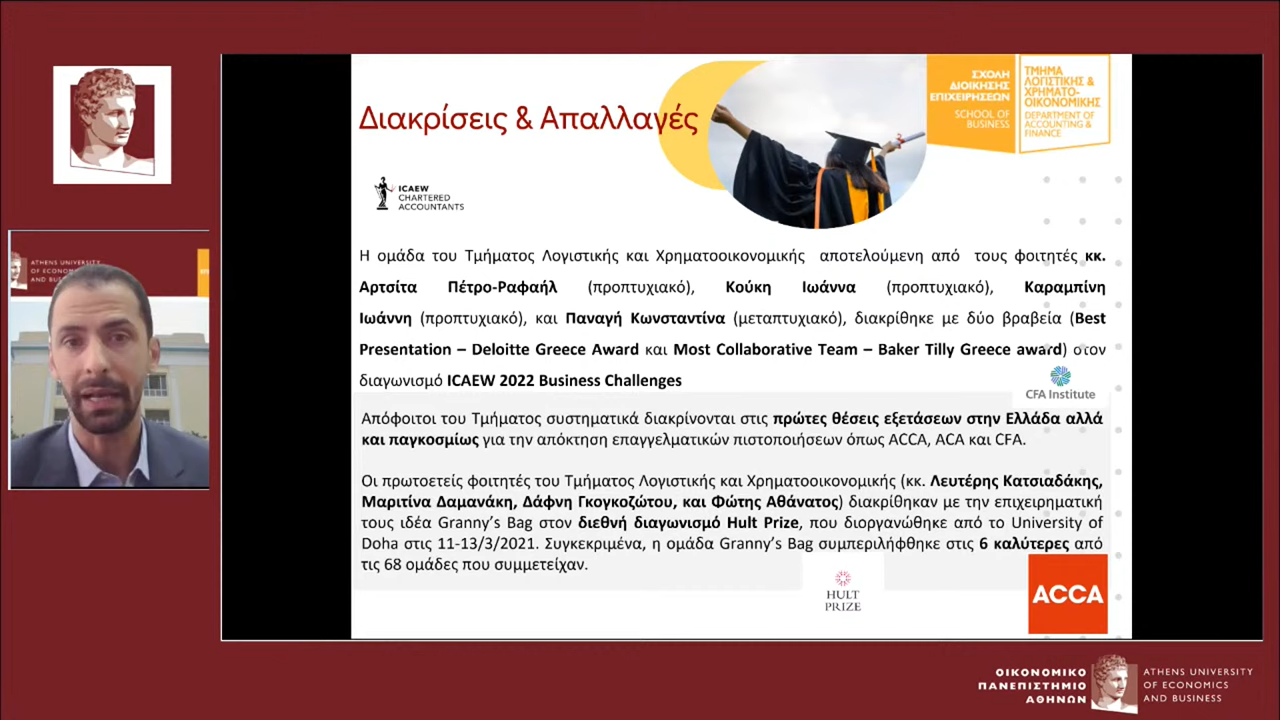 Διακρίσεις & Απαλλαγές
ΣΧΟΛΗ
ΔΙΟΙΚΗΣΗΣ
ΕΠΙΧΕΙΡΗΣΕΩΝ
SCHOOL OF
BUSINESS
ΤΜΗΜΑ
ΛΟΓΙΣΤΙΚΗΣ &
ΧΡΗΜΑΤΟ-
ΟΙΚΟΝΟΜΙΚΗΣ
DEPARTMENT OF
ACCOUNTING &
FINANCE
ICAEW
CHARTERED
ACCOUNTANTS
Η ομάδα του Τμήματος Λογιστικής και Χρηματοοικονομικής αποτελούμενη από τους φοιτητές κκ.
Αρτσίτα Πέτρο-Ραφαήλ (προπτυχιακό), Κούκη Ιωάννα (προπτυχιακό), Καραμπίνη
Ιωάννη (προπτυχιακό), και Παναγή Κωνσταντίνα (μεταπτυχιακό), διακρίθηκε με δύο βραβεία (Best
Presentation – Deloitte Greece Award και Most Collaborative Team – Baker Tilly Greece award) στον
διαγωνισμό ICAEW 2022 Business Challenges
CFA Institute
Απόφοιτοι του Τμήματος συστηματικά διακρίνονται στις πρώτες θέσεις εξετάσεων στην Ελλάδα αλλά
και παγκοσμίως για την απόκτηση επαγγελματικών πιστοποιήσεων όπως ACCA, ACA και CFA.
Οι πρωτοετείς φοιτητές του Τμήματος Λογιστικής και Χρηματοοικονομικής (κκ. Λευτέρης Κατσιαδάκης,
Μαριτίνα Δαμανάκη, Δάφνη Γκογκοζώτου, και Φώτης Αθάνατος) διακρίθηκαν με την επιχειρηματική
τους ιδέα Granny's Bag στον διεθνή διαγωνισμό Hult Prize, που διοργανώθηκε από το University of
Doha στις 11-13/3/2021. Συγκεκριμένα, η ομάδα Granny's Bag συμπεριλήφθηκε στις 6 καλύτερες από
τις 68 ομάδες που συμμετείχαν.
HULT
PRIZE
ACCA
ATHENS UNIVERSITY
OF ECONOM
AND BUSINESS
ΟΙΚΟΝΟΜΙΚΟ
ΠΑΝΕΠΙΣΤΗΜΙΟ
ΑΘΗΝΩΝ
ATHENS UNIVERSITY
OF ECONOMICS
AND BUSINESS